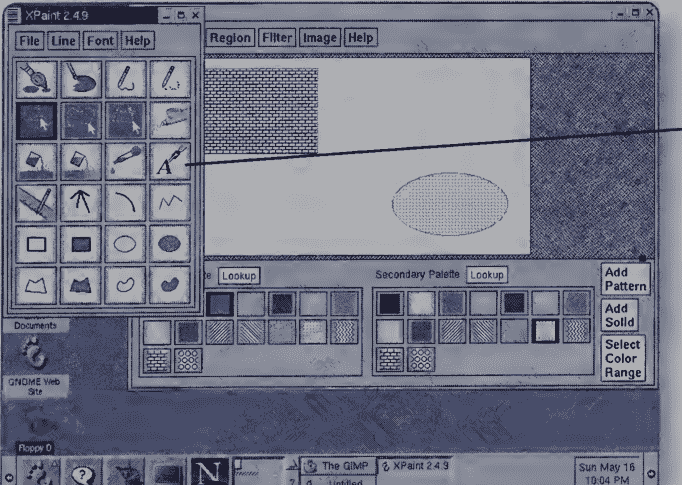 XPaint 2.4.9
File Line Font Help
Region Filter Image Help
A
Lookup
Secondary Palette Lookup
Add
Pattern
Add
Solid
Select
Color
Range
Documents
GNOME Web
Site
Floppy 0
N
The GIMP
XPaint 2.4.9
Untitled
Sun May 16
10:04 PM